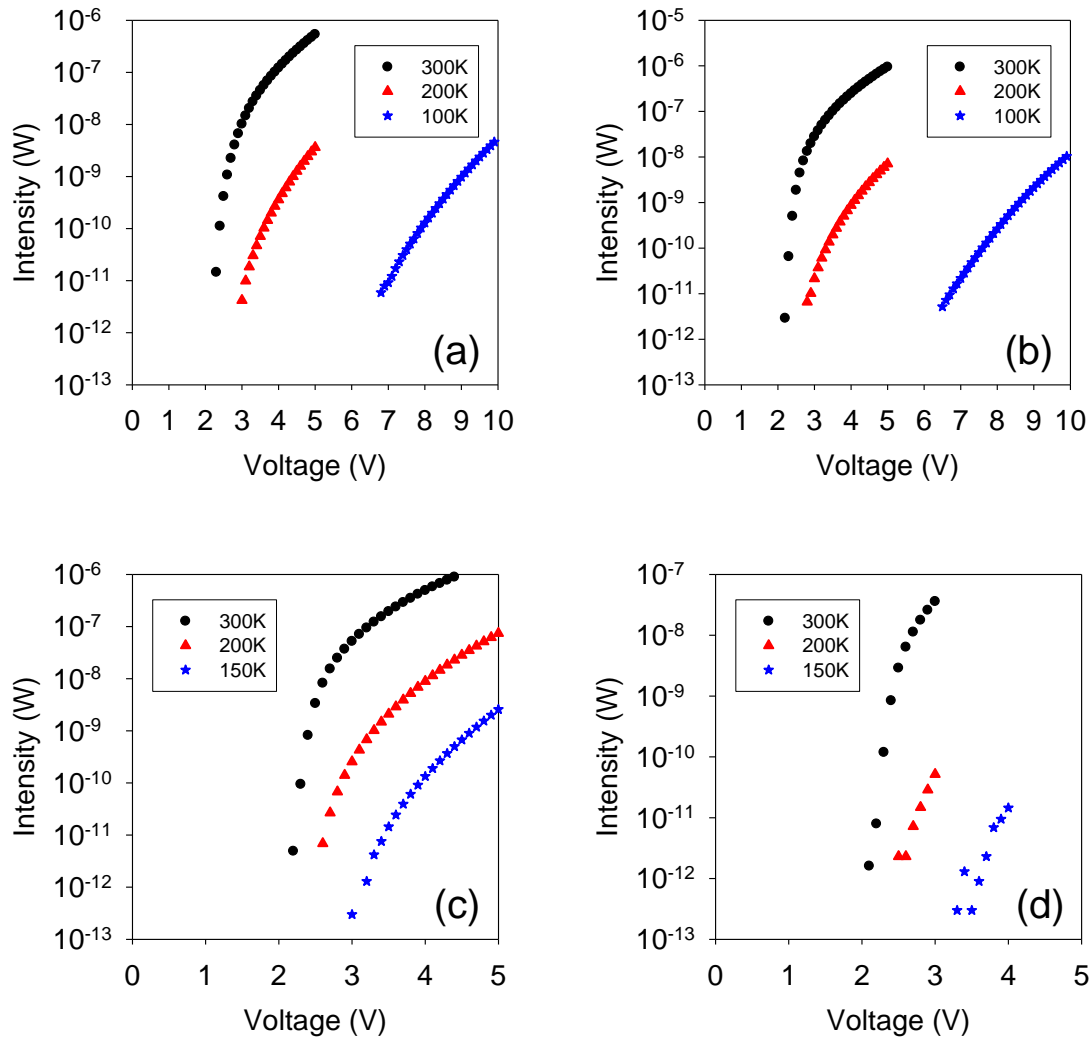 10^-6
10^-7
10^-8
10^-9
10^-10
10^-11
10^-12
10^-13
Intensity (W)
300K
200K
100K
(a)
0 1 2 3 4 5 6 7 8 9 10
Voltage (V)
10^-5
10^-6
10^-7
10^-8
10^-9
10^-10
10^-11
10^-12
10^-13
Intensity (W)
300K
200K
100K
(b)
0 1 2 3 4 5 6 7 8 9 10
Voltage (V)
10^-6
10^-7
10^-8
10^-9
10^-10
10^-11
10^-12
10^-13
Intensity (W)
300K
200K
150K
(c)
0 1 2 3 4 5
Voltage (V)
10^-7
10^-8
10^-9
10^-10
10^-11
10^-12
10^-13
Intensity (W)
300K
200K
150K
(d)
0 1 2 3 4 5
Voltage (V)